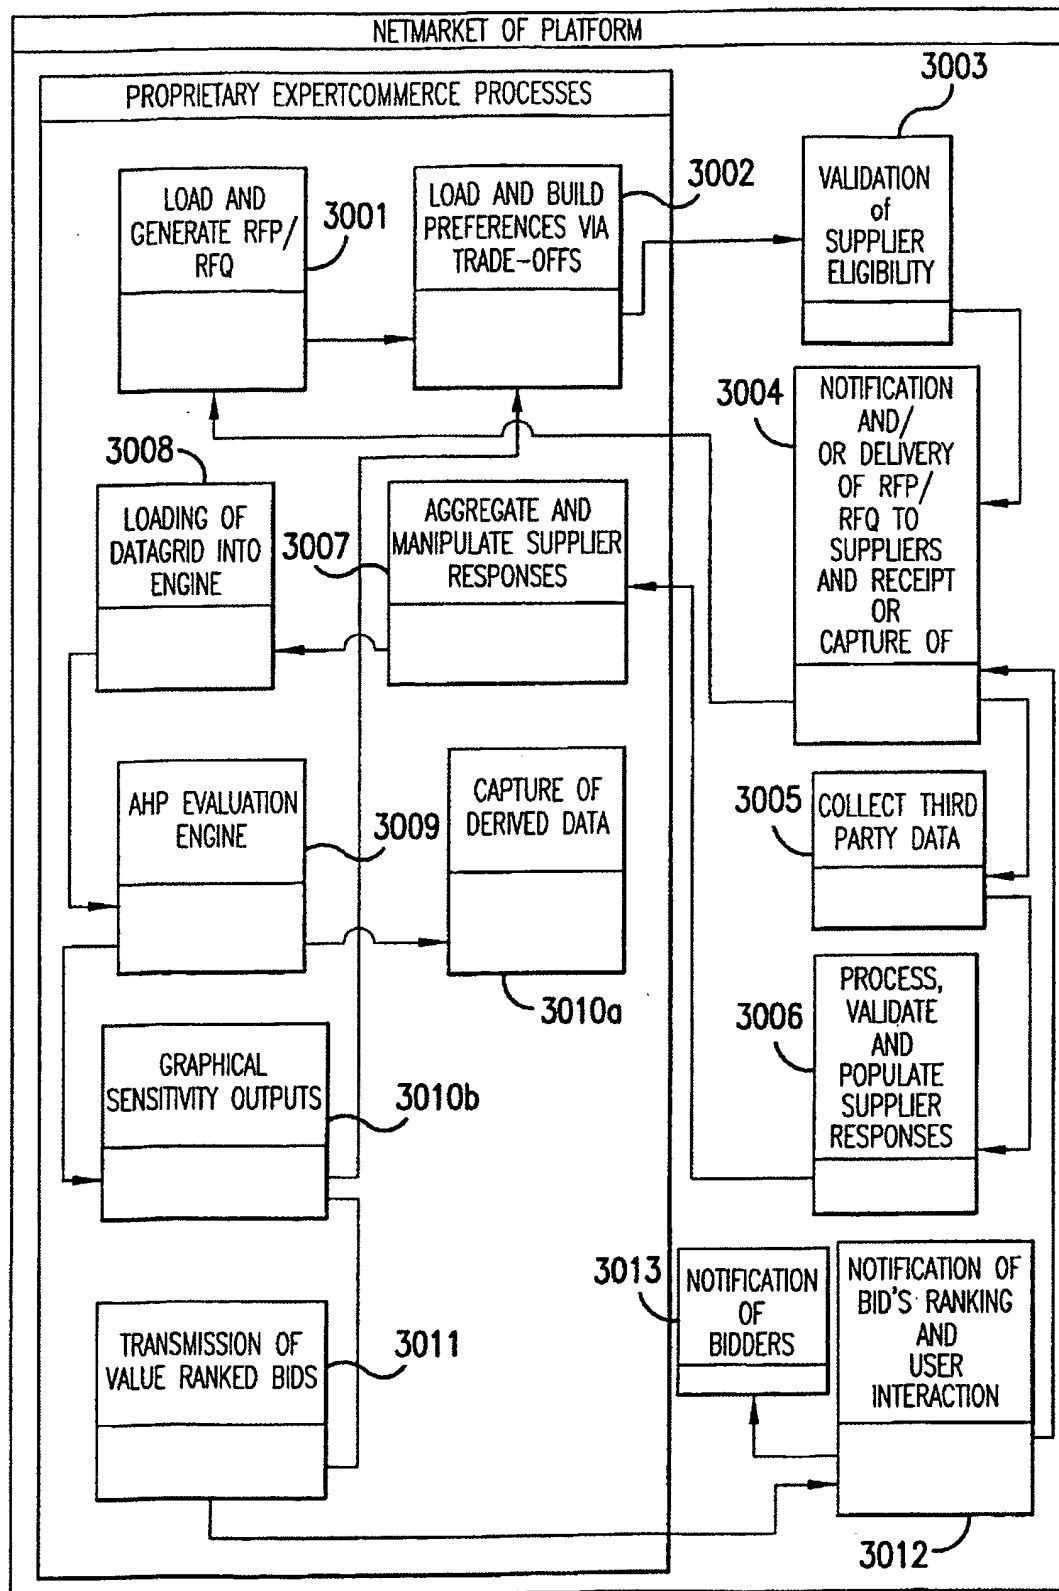 NETMARKET OF PLATFORM
PROPRIETARY EXPERTCOMMERCE PROCESSES
LOAD AND
GENERATE RFP/
RFQ
3001
LOAD AND BUILD
PREFERENCES VIA
TRADE-OFFS
3002
3003
VALIDATION
of
SUPPLIER
ELIGIBILITY
3004
NOTIFICATION
AND/
OR DELIVERY
OF RFP/
RFQ TO
SUPPLIERS
AND RECEIPT
OR
CAPTURE OF
3008
LOADING OF
DATAGRID INTO
ENGINE
3007
AGGREGATE AND
MANIPULATE SUPPLIER
RESPONSES
AHP EVALUATION
ENGINE
3009
CAPTURE OF
DERIVED DATA
3010a
3005
COLLECT THIRD
PARTY DATA
3006
PROCESS,
VALIDATE
AND
POPULATE
SUPPLIER
RESPONSES
GRAPHICAL
SENSITIVITY OUTPUTS
3010b
TRANSMISSION OF
VALUE RANKED BIDS
3011
3013
NOTIFICATION
OF
BIDDERS
NOTIFICATION OF
BID'S RANKING
AND
USER
INTERACTION
3012